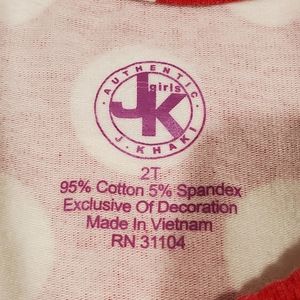 AUTHENTIC
girls
JK
J·KHAKI
2T
95% Cotton 5% Spandex
Exclusive Of Decoration
Made In Vietnam
RN 31104